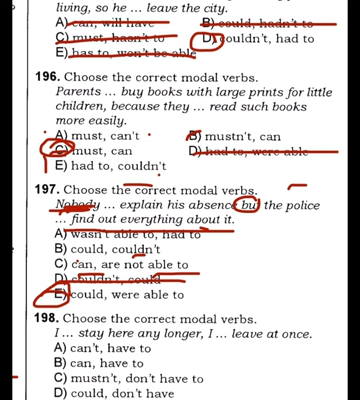 living, so he ... leave the city.
A) can, will have B) could, hadn't to
C) must, hasn't to D) couldn't, had to
E) has to, won't be able
196. Choose the correct modal verbs.
Parents ... buy books with large prints for little
children, because they ... read such books
more easily.
A) must, can't B) mustn't, can
C) must, can D) had to, were able
E) had to, couldn't
197. Choose the correct modal verbs.
Nobody ... explain his absence but the police
... find out everything about it.
A) wasn't able to, had to
B) could, couldn't
C) can, are not able to
D) couldn't, could
E) could, were able to
198. Choose the correct modal verbs.
I ... stay here any longer, I ... leave at once.
A) can't, have to
B) can, have to
C) mustn't, don't have to
D) could, don't have